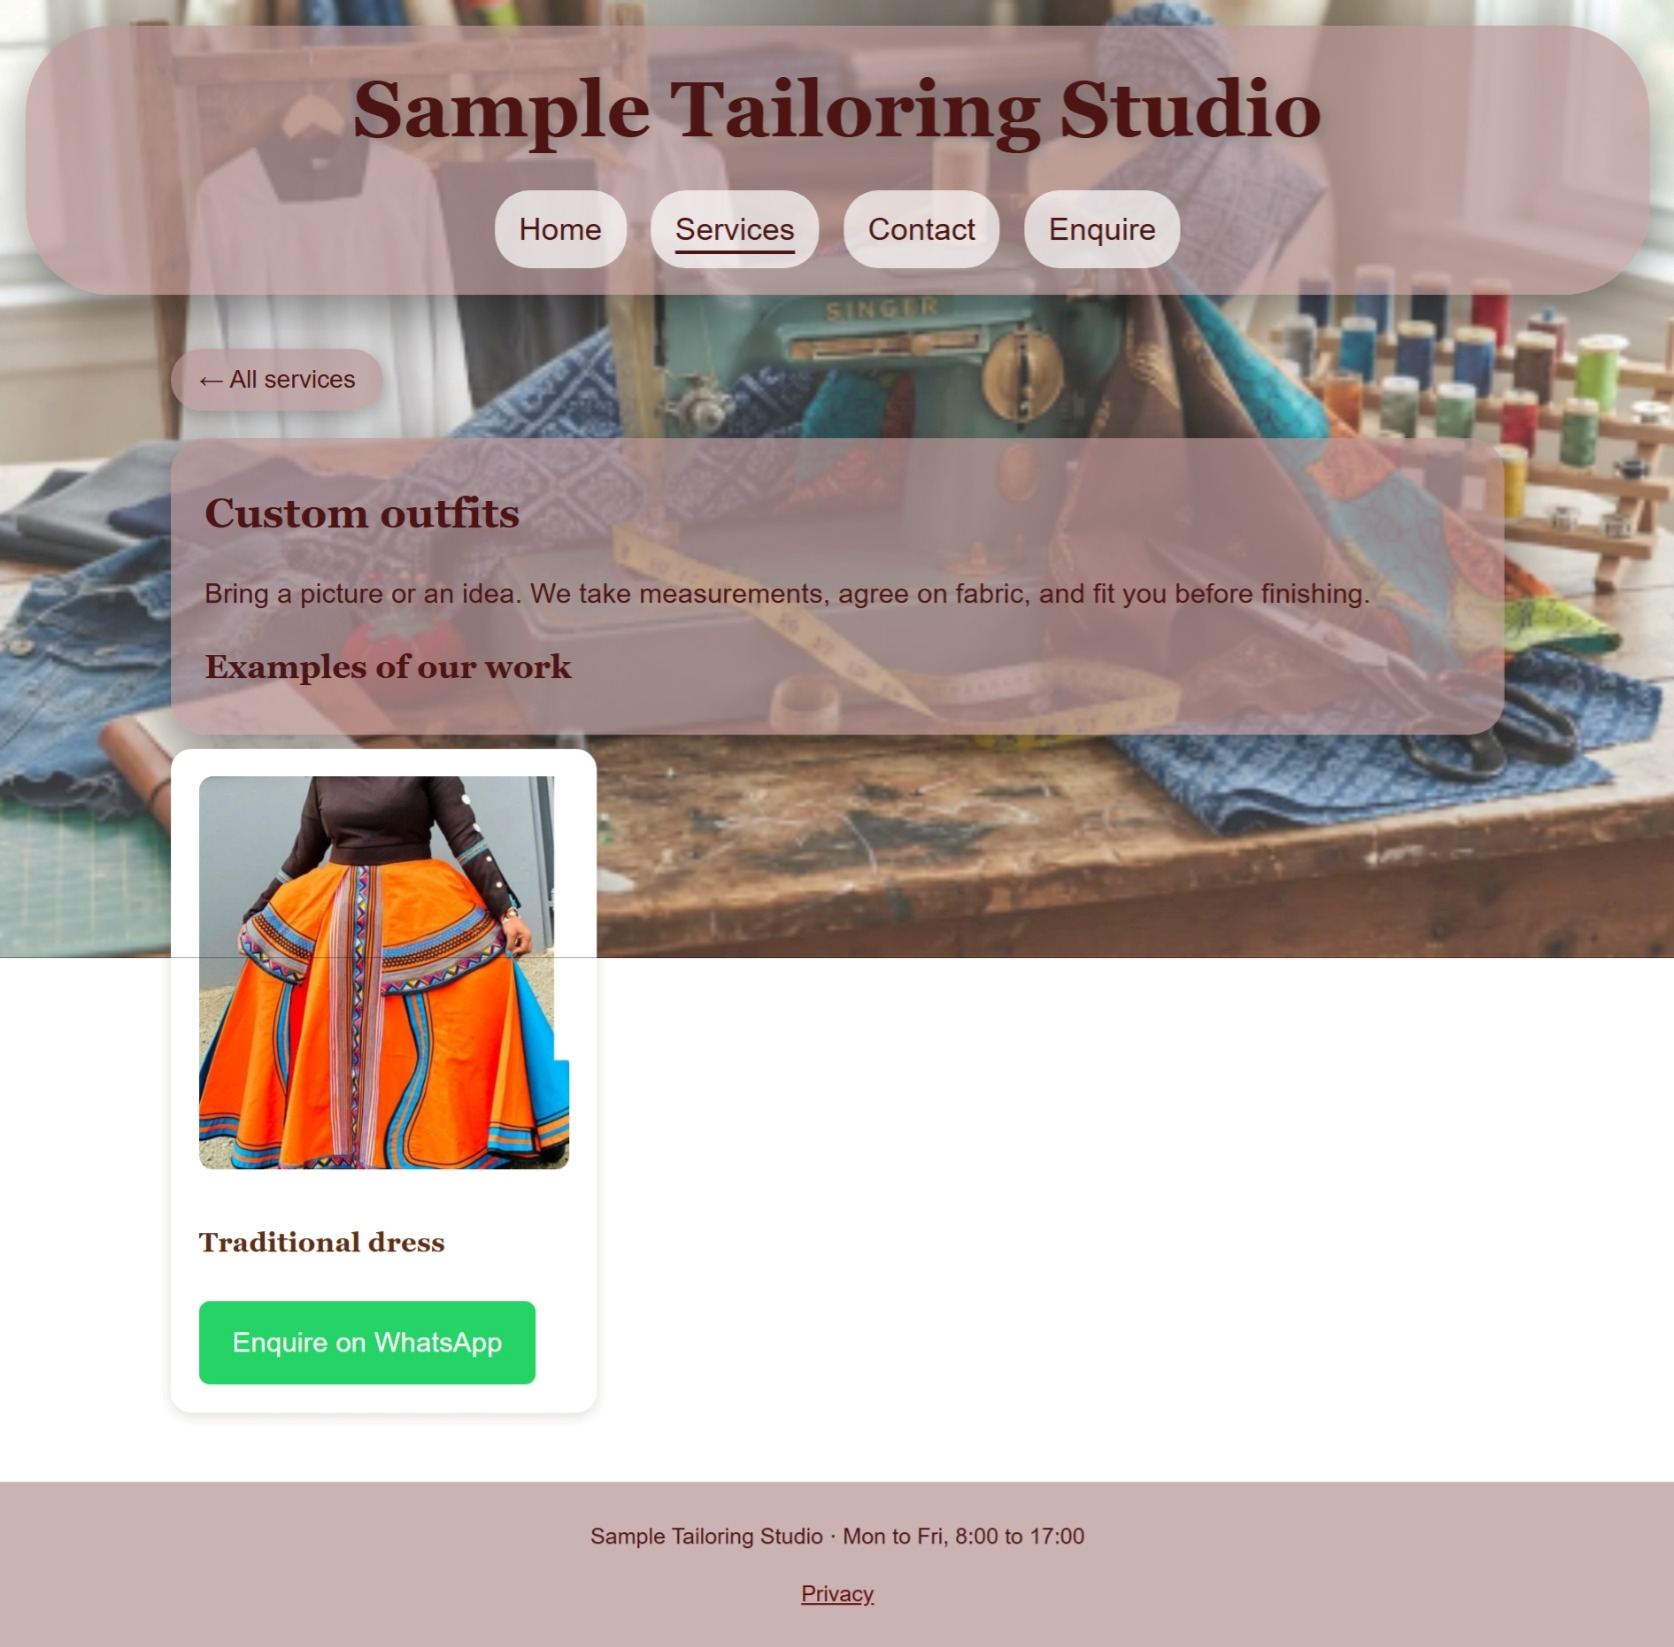 Sample Tailoring Studio
Home
Services
Contact
Enquire
SINGER
← All services
Custom outfits
Bring a picture or an idea. We take measurements, agree on fabric, and fit you before finishing.
Examples of our work
Traditional dress
Enquire on WhatsApp
Sample Tailoring Studio · Mon to Fri, 8:00 to 17:00
Privacy